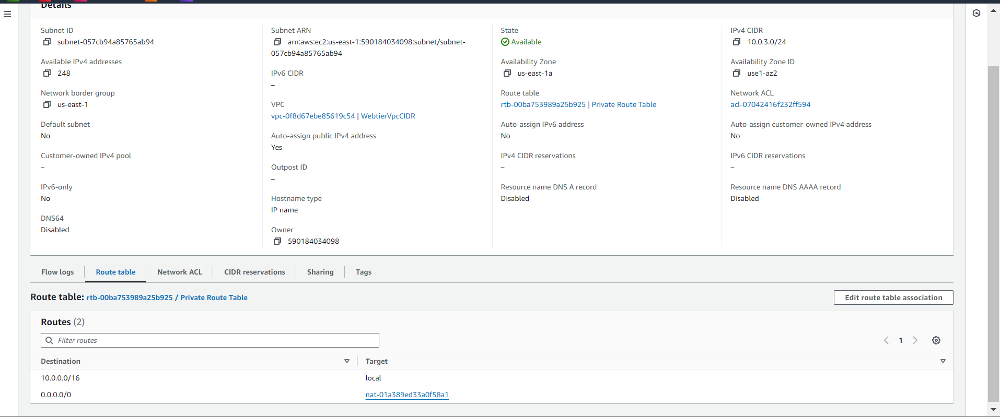 Details
Subnet ID
subnet-057cb94a85765ab94
Available IPv4 addresses
248
Network border group
us-east-1
Default subnet
No
Customer-owned IPv4 pool
–
IPv6-only
No
DNS64
Disabled
Subnet ARN
arn:aws:ec2:us-east-1:590184034098:subnet/subnet-
057cb94a85765ab94
IPv6 CIDR
–
VPC
vpc-0f8d67ebe85619c54 | WebtierVpcCIDR
Auto-assign public IPv4 address
Yes
Outpost ID
–
Hostname type
IP name
Owner
590184034098
State
Available
Availability Zone
us-east-1a
Route table
rtb-00ba753989a25b925 | Private Route Table
Auto-assign IPv6 address
No
IPv4 CIDR reservations
–
Resource name DNS A record
Disabled
IPv4 CIDR
10.0.3.0/24
Availability Zone ID
use1-az2
Network ACL
acl-07042416f232ff594
Auto-assign customer-owned IPv4 address
No
IPv6 CIDR reservations
–
Resource name DNS AAAA record
Disabled
Flow logs
Route table
Network ACL
CIDR reservations
Sharing
Tags
Route table: rtb-00ba753989a25b925 / Private Route Table
Edit route table association
Routes (2)
Filter routes
1
Destination
Target
10.0.0.0/16
local
0.0.0.0/0
nat-01a389ed33a0f58a1